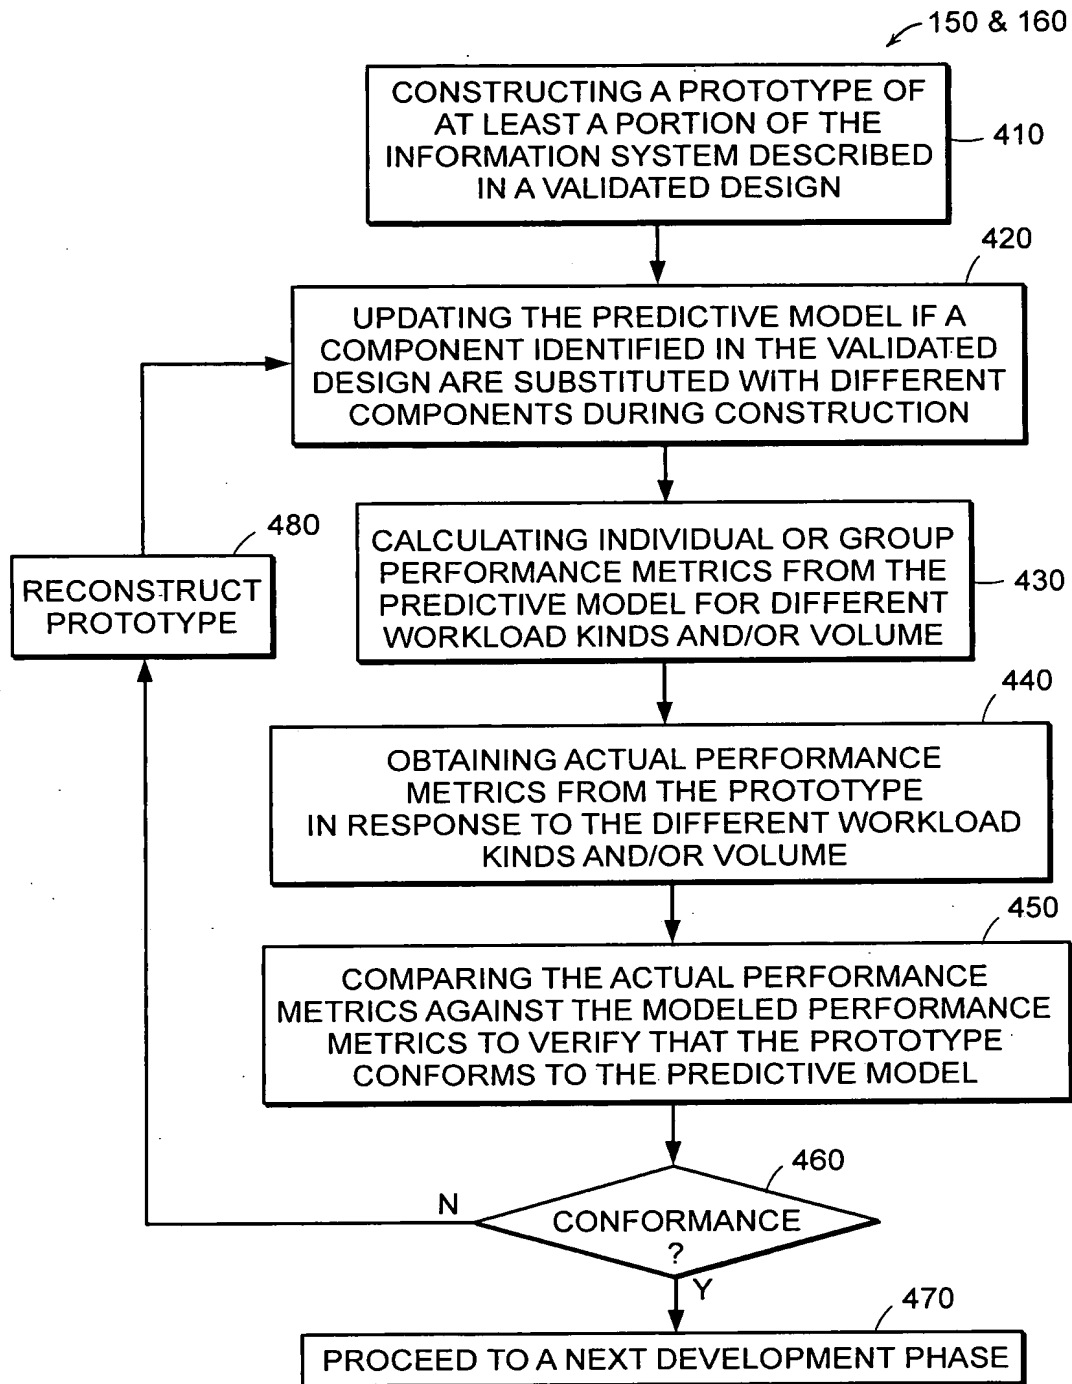 150 & 160
CONSTRUCTING A PROTOTYPE OF
AT LEAST A PORTION OF THE
INFORMATION SYSTEM DESCRIBED
IN A VALIDATED DESIGN
410
420
UPDATING THE PREDICTIVE MODEL IF A
COMPONENT IDENTIFIED IN THE VALIDATED
DESIGN ARE SUBSTITUTED WITH DIFFERENT
COMPONENTS DURING CONSTRUCTION
480
RECONSTRUCT
PROTOTYPE
CALCULATING INDIVIDUAL OR GROUP
PERFORMANCE METRICS FROM THE
PREDICTIVE MODEL FOR DIFFERENT
WORKLOAD KINDS AND/OR VOLUME
430
440
OBTAINING ACTUAL PERFORMANCE
METRICS FROM THE PROTOTYPE
IN RESPONSE TO THE DIFFERENT WORKLOAD
KINDS AND/OR VOLUME
450
COMPARING THE ACTUAL PERFORMANCE
METRICS AGAINST THE MODELED PERFORMANCE
METRICS TO VERIFY THAT THE PROTOTYPE
CONFORMS TO THE PREDICTIVE MODEL
460
N
CONFORMANCE
?
Y
470
PROCEED TO A NEXT DEVELOPMENT PHASE